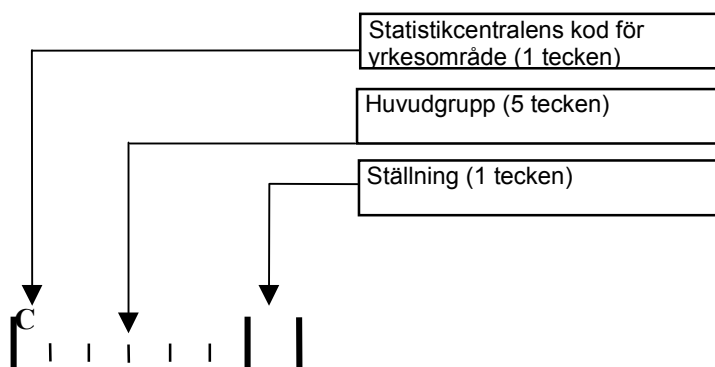 Statistikcentralens kod för
yrkesområde (1 tecken)
Huvudgrupp (5 tecken)
Ställning (1 tecken)
C